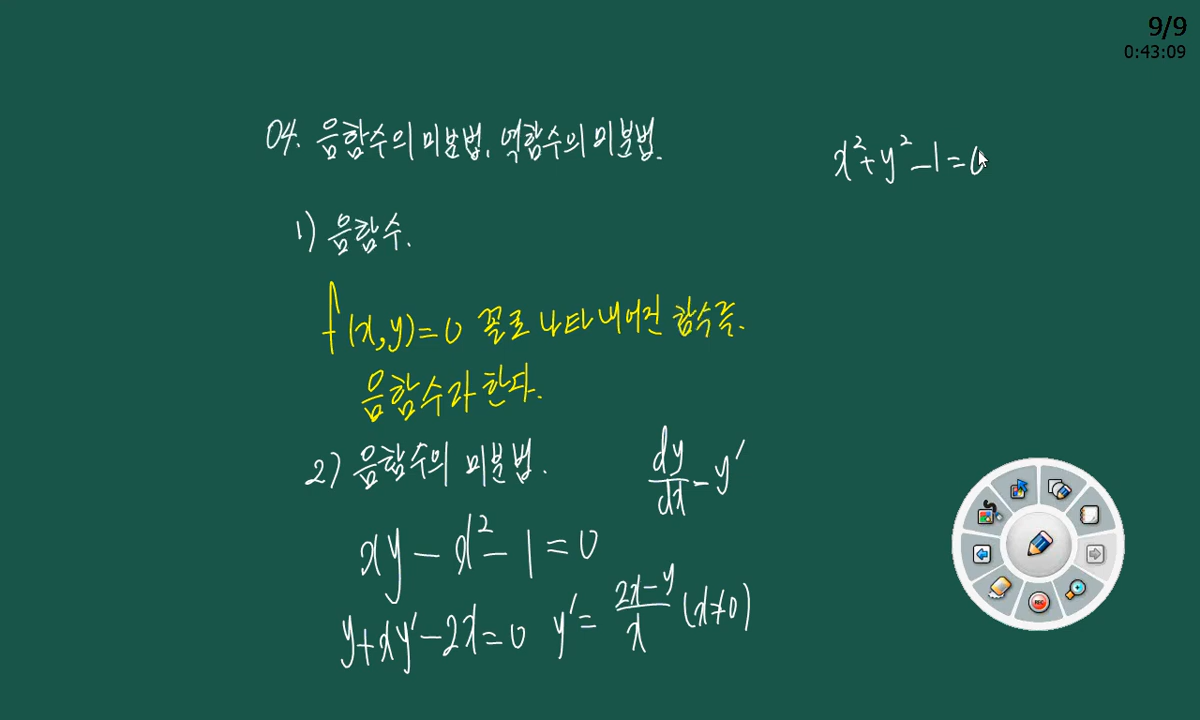 9/9
0:43:09
04. 음함수의 미분법, 역함수의 미분법.
x²+y²-1=0
1) 음함수.
f(x,y)=0 꼴로 나타내어진 함수를.
음함수라 한다.
2) 음함수의 미분법.
dy/dx - y′
xy-x²-1=0
y+xy′-2x=0 y′= (2x-y)/x (x≠0)
REC